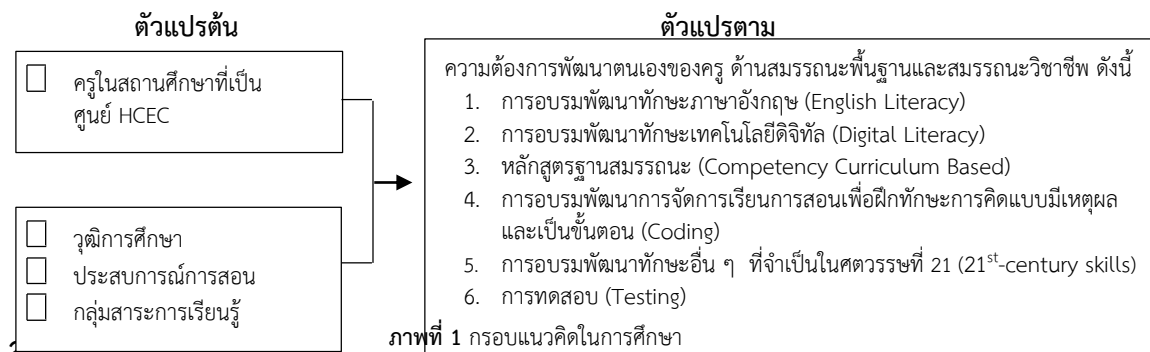 ตัวแปรต้น
ครูในสถานศึกษาที่เป็น
ศูนย์ HCEC
วุฒิการศึกษา
ประสบการณ์การสอน
กลุ่มสาระการเรียนรู้
ตัวแปรตาม
ความต้องการพัฒนาตนเองของครู ด้านสมรรถนะพื้นฐานและสมรรถนะวิชาชีพ ดังนี้
1. การอบรมพัฒนาทักษะภาษาอังกฤษ (English Literacy)
2. การอบรมพัฒนาทักษะเทคโนโลยีดิจิทัล (Digital Literacy)
3. หลักสูตรฐานสมรรถนะ (Competency Curriculum Based)
4. การอบรมพัฒนาการจัดการเรียนการสอนเพื่อฝึกทักษะการคิดแบบมีเหตุผล
และเป็นขั้นตอน (Coding)
5. การอบรมพัฒนาทักษะอื่น ๆ ที่จำเป็นในศตวรรษที่ 21 (21st-century skills)
6. การทดสอบ (Testing)
ภาพที่ 1 กรอบแนวคิดในการศึกษา